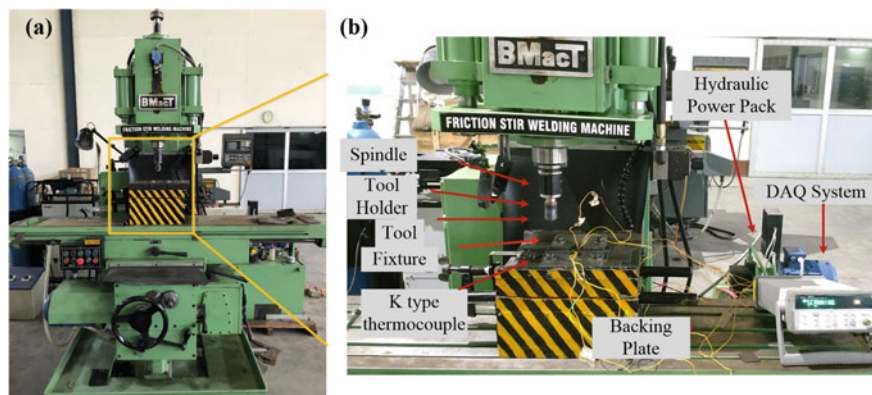 (a)
BMacT
FRICTION STIR WELDING MACHINE
(b)
BMacT
FRICTION STIR WELDING MACHINE
Hydraulic
Power Pack
Spindle
Tool
Holder
Tool
Fixture
K type
thermocouple
DAQ System
Backing
Plate